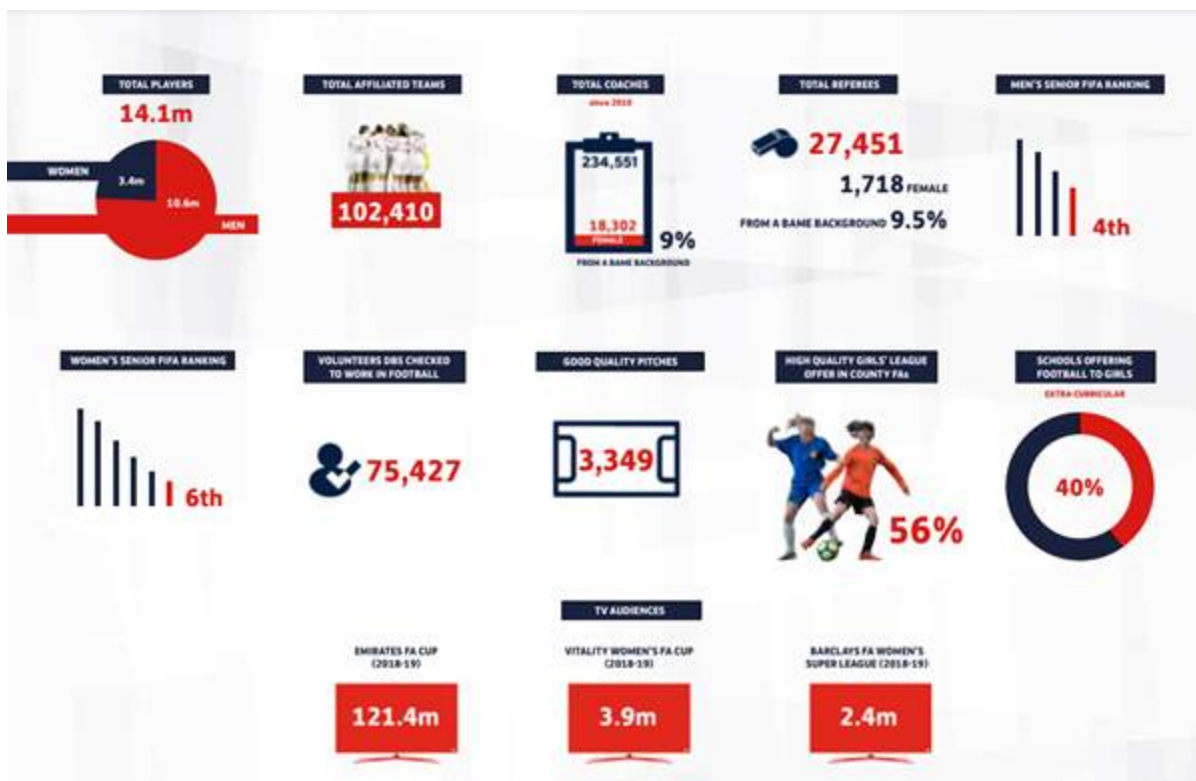 TOTAL PLAYERS
14.1m
WOMEN
3.4m
10.6m
MEN
TOTAL AFFILIATED TEAMS
102,410
TOTAL COACHES
since 2010
234,551
18,302
FEMALE
9%
FROM A BAME BACKGROUND
TOTAL REFEREES
27,451
1,718 FEMALE
FROM A BAME BACKGROUND 9.5%
MEN'S SENIOR FIFA RANKING
4th
WOMEN'S SENIOR FIFA RANKING
6th
VOLUNTEERS DBS CHECKED
TO WORK IN FOOTBALL
75,427
GOOD QUALITY PITCHES
3,349
HIGH QUALITY GIRLS' LEAGUE
OFFER IN COUNTY FAs
56%
SCHOOLS OFFERING
FOOTBALL TO GIRLS
EXTRA-CURRICULAR
40%
TV AUDIENCES
EMIRATES FA CUP
(2018-19)
121.4m
VITALITY WOMEN'S FA CUP
(2018-19)
3.9m
BARCLAYS FA WOMEN'S
SUPER LEAGUE (2018-19)
2.4m